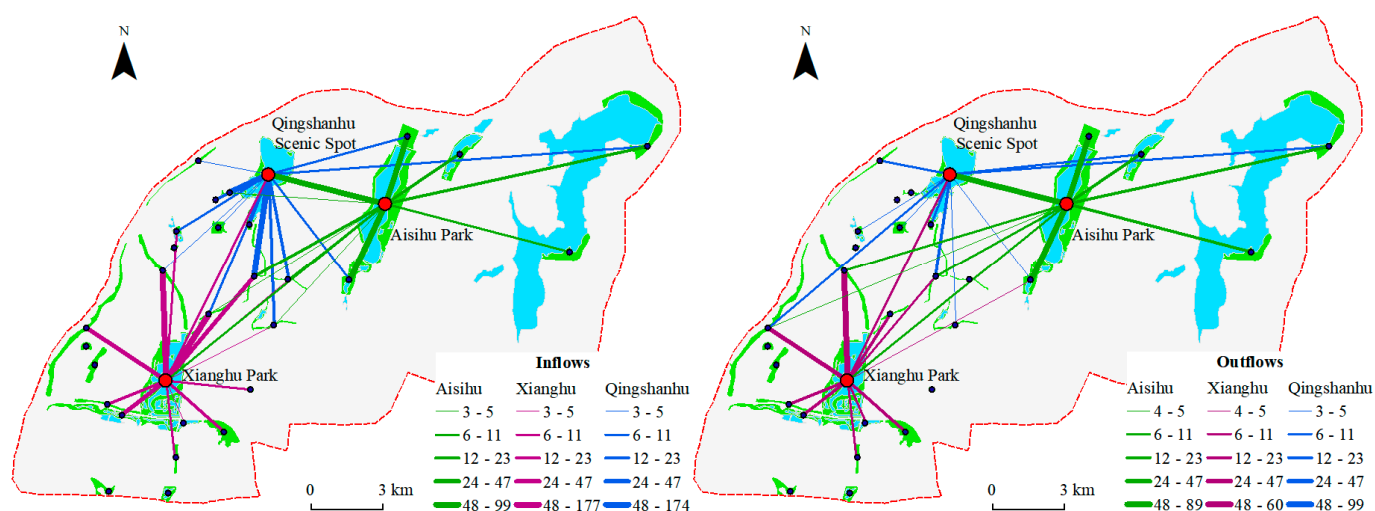 N
Qingshanhu
Scenic Spot
Aisihu Park
Xianghu Park
Inflows
Aisihu Xianghu Qingshanhu
3 - 5 3 - 5 3 - 5
6 - 11 6 - 11 6 - 11
12 - 23 12 - 23 12 - 23
24 - 47 24 - 47 24 - 47
48 - 99 48 - 177 48 - 174
0 3 km
N
Qingshanhu
Scenic Spot
Aisihu Park
Xianghu Park
Outflows
Aisihu Xianghu Qingshanhu
4 - 5 4 - 5 3 - 5
6 - 11 6 - 11 6 - 11
12 - 23 12 - 23 12 - 23
24 - 47 24 - 47 24 - 47
48 - 89 48 - 60 48 - 99
0 3 km